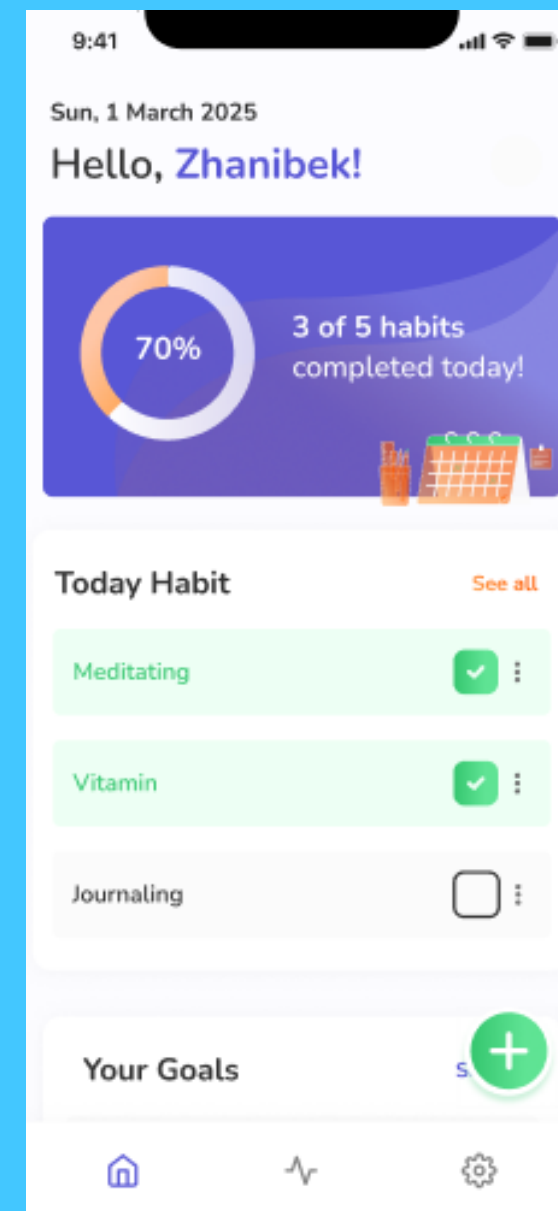 9:41
Sun, 1 March 2025
Hello, Zhanibek!
70%
3 of 5 habits
completed today!
Today Habit
See all
Meditating
Vitamin
Journaling
Your Goals